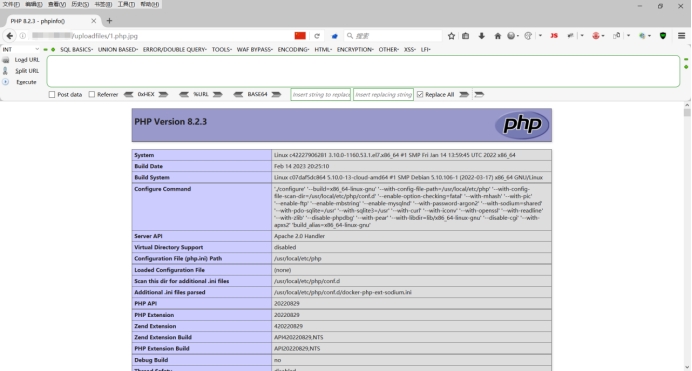 文件(F) 编辑(E) 查看(V) 历史(S) 书签(B) 工具(T) 帮助(H)
PHP 8.2.3 - phpinfo()
/uploadfiles/1.php.jpg
搜索
INT
SQL BASICS- UNION BASED- ERROR/DOUBLE QUERY- TOOLS- WAF BYPASS- ENCODING- HTML- ENCRYPTION- OTHER- XSS- LFI-
Load URL
Split URL
Execute
Post data Referrer 0xHEX %URL BASE64 Insert string to replac Insert replacing string Replace All
PHP Version 8.2.3
php
System Linux c42227906281 3.10.0-1160.53.1.el7.x86_64 #1 SMP Fri Jan 14 13:59:45 UTC 2022 x86_64
Build Date Feb 14 2023 20:25:10
Build System Linux c07daf5dc864 5.10.0-13-cloud-amd64 #1 SMP Debian 5.10.106-1 (2022-03-17) x86_64 GNU/Linux
Configure Command './configure' '--build=x86_64-linux-gnu' '--with-config-file-path=/usr/local/etc/php' '--with-config-
file-scan-dir=/usr/local/etc/php/conf.d' '--enable-option-checking=fatal' '--with-mhash' '--with-pic'
'--enable-ftp' '--enable-mbstring' '--enable-mysqlnd' '--with-password-argon2' '--with-sodium=shared'
'--with-pdo-sqlite=/usr' '--with-sqlite3=/usr' '--with-curl' '--with-iconv' '--with-openssl' '--with-readline'
'--with-zlib' '--disable-phpdbg' '--with-pear' '--with-libdir=lib/x86_64-linux-gnu' '--disable-cgi' '--with-
apxs2' 'build_alias=x86_64-linux-gnu'
Server API Apache 2.0 Handler
Virtual Directory Support disabled
Configuration File (php.ini) Path /usr/local/etc/php
Loaded Configuration File (none)
Scan this dir for additional .ini files /usr/local/etc/php/conf.d
Additional .ini files parsed /usr/local/etc/php/conf.d/docker-php-ext-sodium.ini
PHP API 20220829
PHP Extension 20220829
Zend Extension 420220829
Zend Extension Build API420220829,NTS
PHP Extension Build API20220829,NTS
Debug Build no
Thread Safety disabled